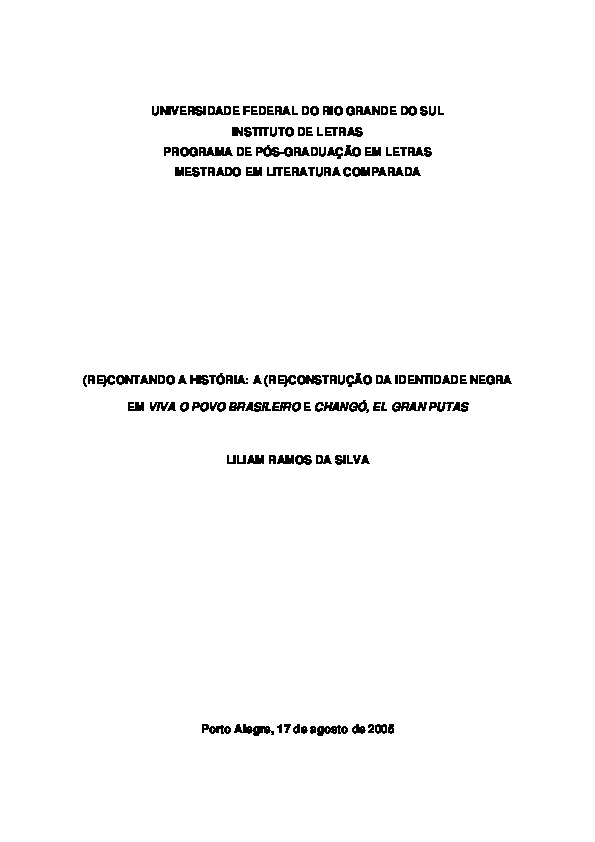 UNIVERSIDADE FEDERAL DO RIO GRANDE DO SUL
INSTITUTO DE LETRAS
PROGRAMA DE PÓS-GRADUAÇÃO EM LETRAS
MESTRADO EM LITERATURA COMPARADA
(RE)CONTANDO A HISTÓRIA: A (RE)CONSTRUÇÃO DA IDENTIDADE NEGRA
EM VIVA O POVO BRASILEIRO E CHANGÓ, EL GRAN PUTAS
LILIAM RAMOS DA SILVA
Porto Alegre, 17 de agosto de 2005